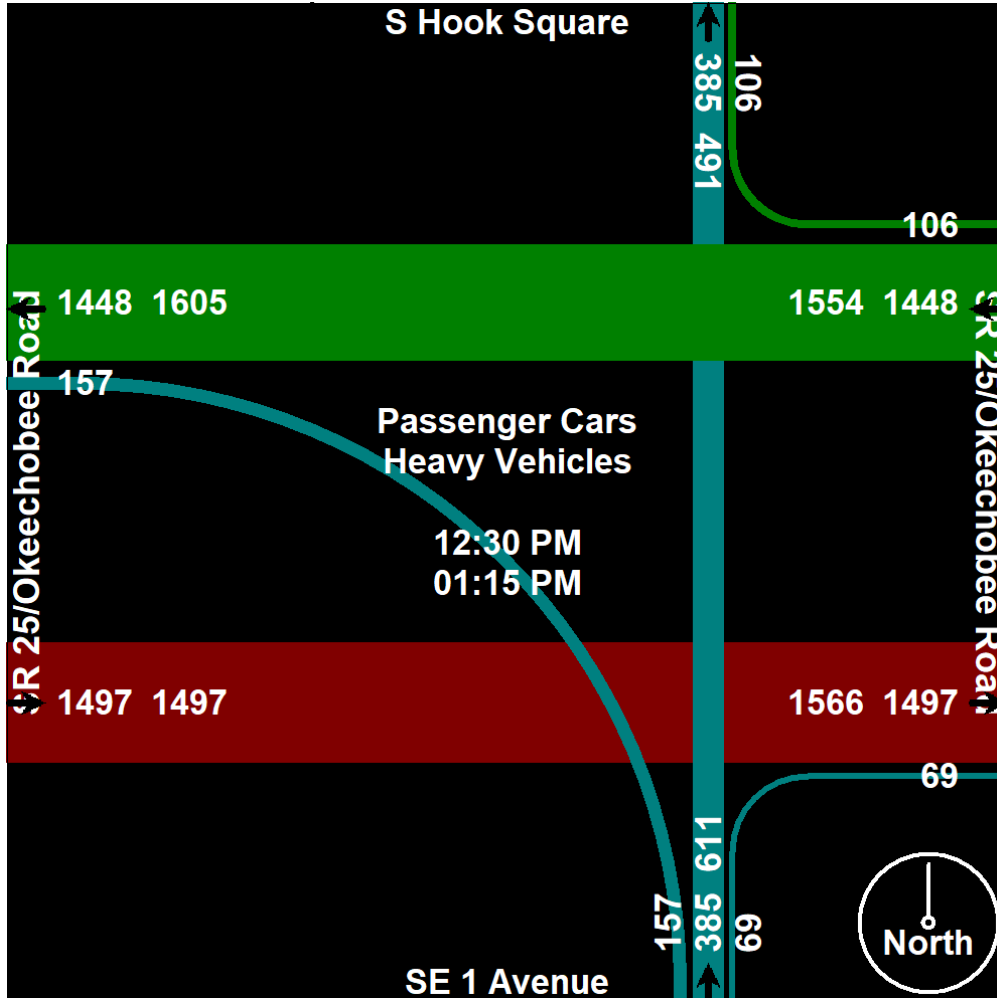 S Hook Square
385 491
106
106
1448 1605
1554 1448
SR 25/Okeechobee Road
SR 25/Okeechobee Road
157
Passenger Cars
Heavy Vehicles
12:30 PM
01:15 PM
1497 1497
1566 1497
69
385 611
157
69
North
SE 1 Avenue